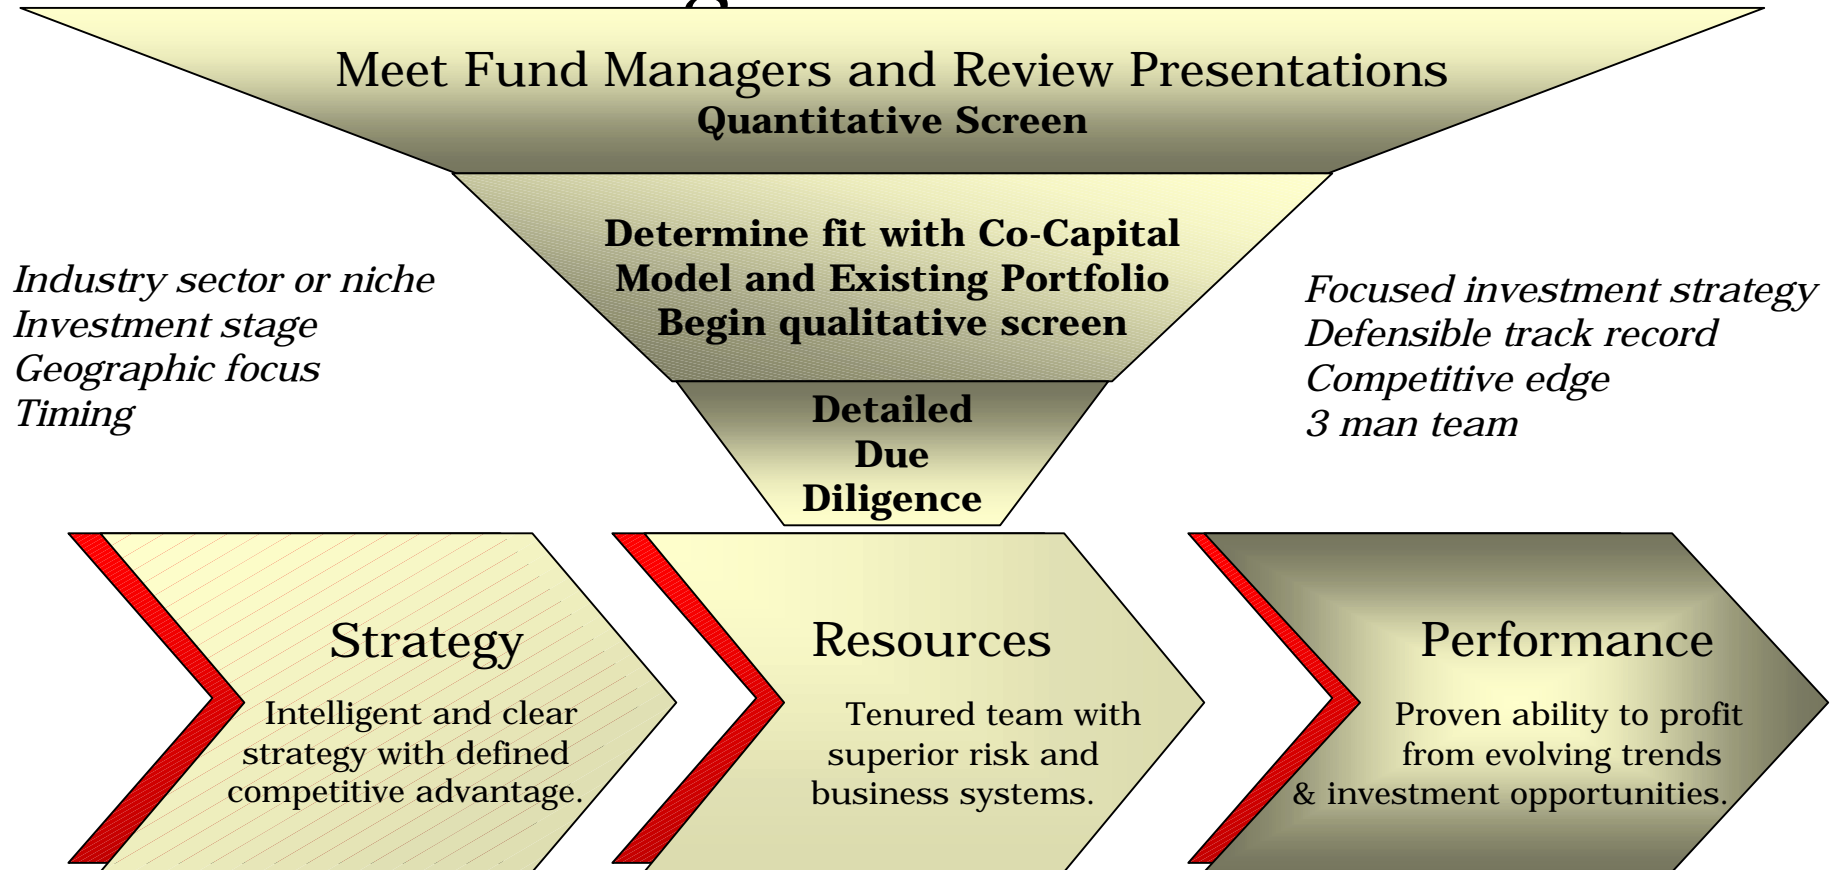 Meet Fund Managers and Review Presentations
Quantitative Screen
Determine fit with Co-Capital
Model and Existing Portfolio
Begin qualitative screen
Industry sector or niche
Investment stage
Geographic focus
Timing
Focused investment strategy
Defensible track record
Competitive edge
3 man team
Detailed
Due
Diligence
Strategy
Intelligent and clear
strategy with defined
competitive advantage.
Resources
Tenured team with
superior risk and
business systems.
Performance
Proven ability to profit
from evolving trends
& investment opportunities.